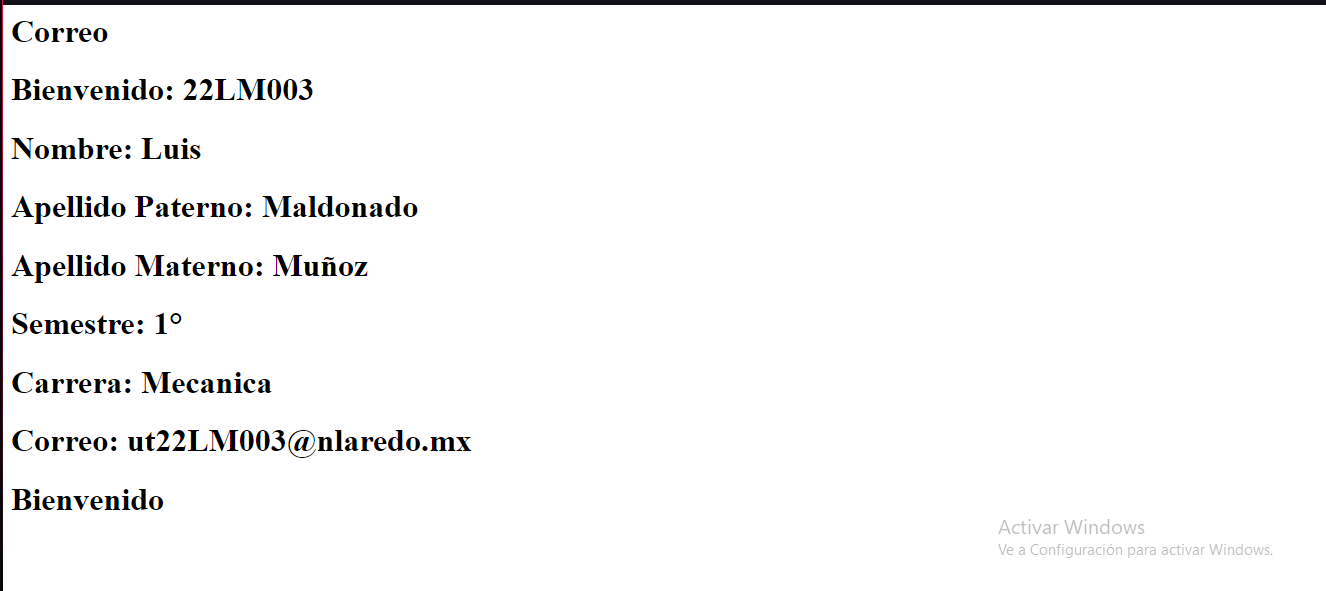 Correo
Bienvenido: 22LM003
Nombre: Luis
Apellido Paterno: Maldonado
Apellido Materno: Muñoz
Semestre: 1°
Carrera: Mecanica
Correo: ut22LM003@nlaredo.mx
Bienvenido
Activar Windows
Ve a Configuración para activar Windows.